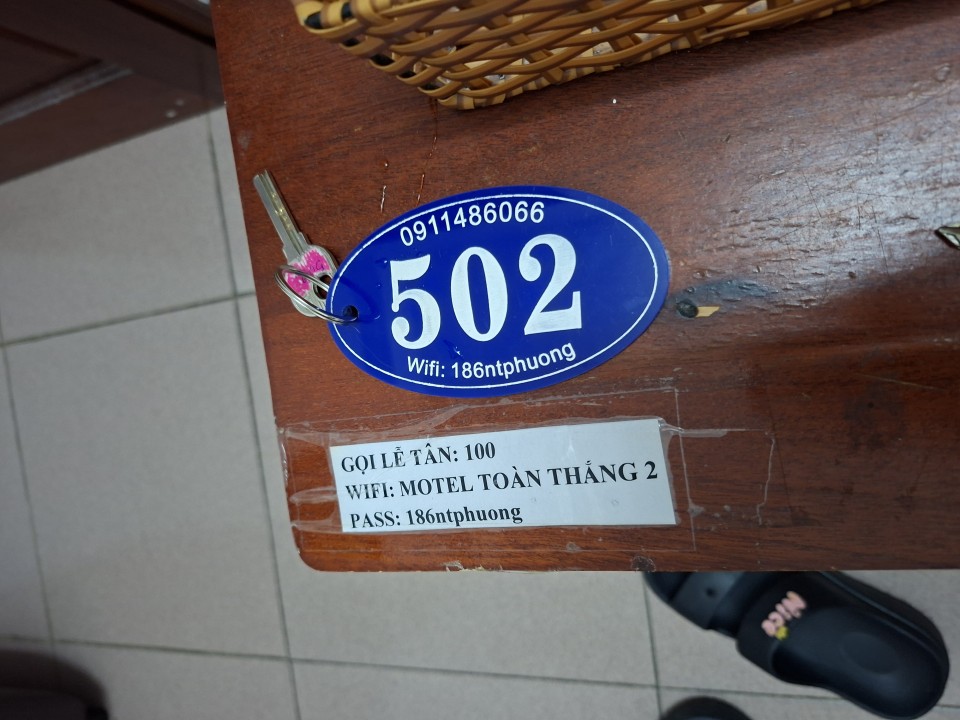 0911486066
502
Wifi: 186ntphuong
GỌI LỄ TÂN: 100
WIFI: MOTEL TOÀN THẮNG 2
PASS: 186ntphuong
Nice